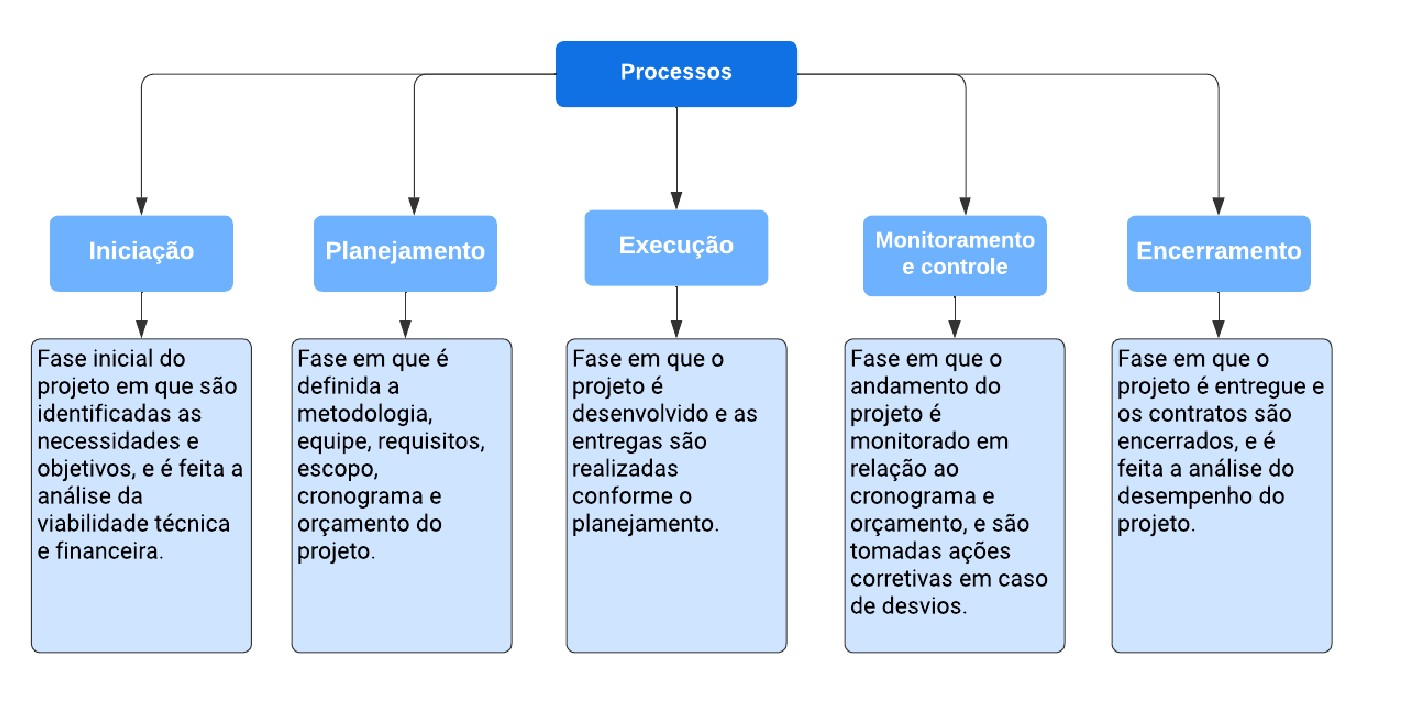 Processos
Iniciação
Planejamento
Execução
Monitoramento
e controle
Encerramento
Fase inicial do
projeto em que são
identificadas as
necessidades e
objetivos, e é feita a
análise da
viabilidade técnica
e financeira.
Fase em que é
definida a
metodologia,
equipe, requisitos,
escopo,
cronograma e
orçamento do
projeto.
Fase em que o
projeto é
desenvolvido e as
entregas são
realizadas
conforme o
planejamento.
Fase em que o
andamento do
projeto é
monitorado em
relação ao
cronograma e
orçamento, e são
tomadas ações
corretivas em caso
de desvios.
Fase em que o
projeto é entregue e
os contratos são
encerrados, e é
feita a análise do
desempenho do
projeto.